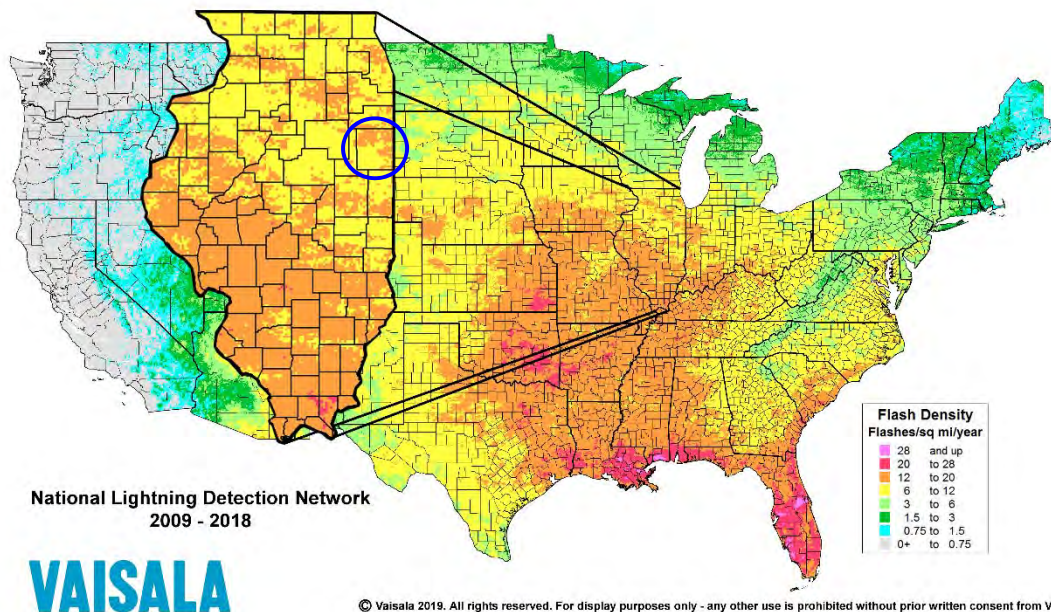 Flash Density
Flashes/sq mi/year
28 and up
20 to 28
12 to 20
6 to 12
3 to 6
1.5 to 3
0.75 to 1.5
0+ to 0.75
National Lightning Detection Network
2009 - 2018
VAISALA
© Vaisala 2019. All rights reserved. For display purposes only - any other use is prohibited without prior written consent from V